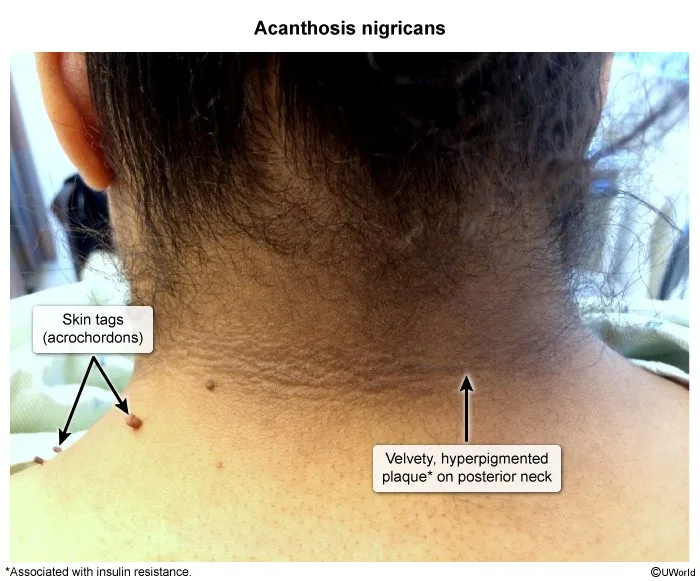 Acanthosis nigricans
Skin tags
(acrochordons)
Velvety, hyperpigmented
plaque* on posterior neck
*Associated with insulin resistance.
©UWorld